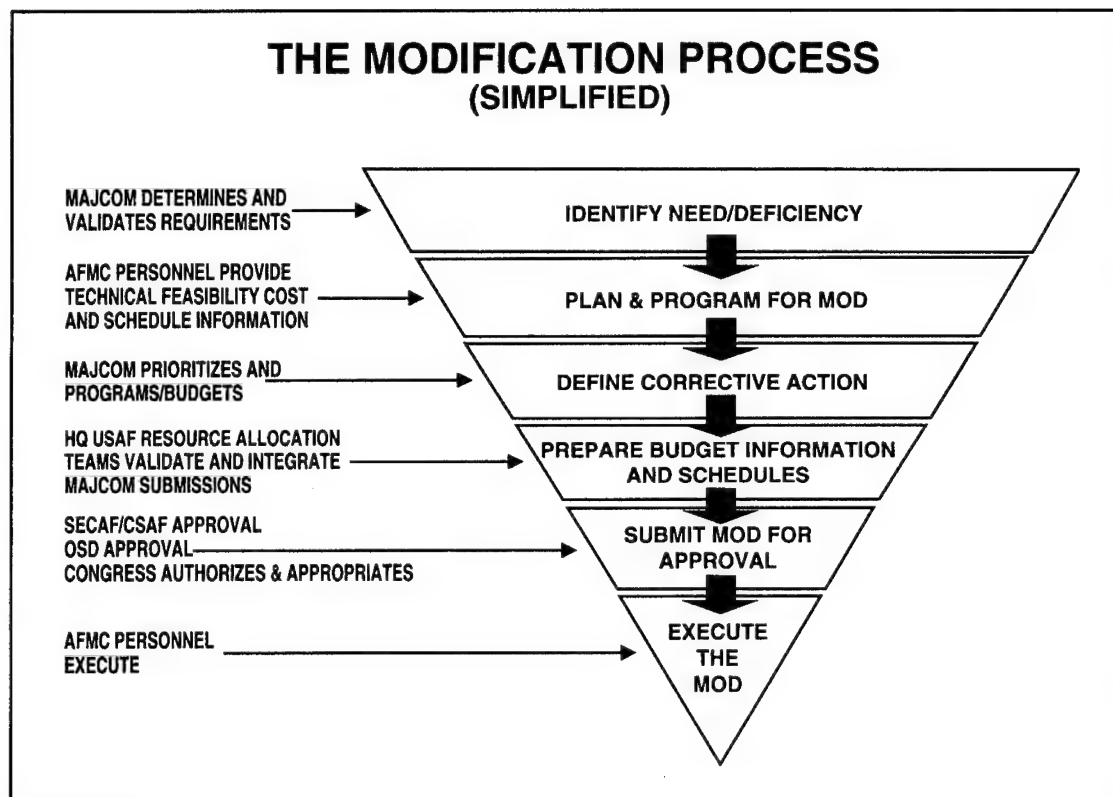 THE MODIFICATION PROCESS
(SIMPLIFIED)
MAJCOM DETERMINES AND
VALIDATES REQUIREMENTS
IDENTIFY NEED/DEFICIENCY
AFMC PERSONNEL PROVIDE
TECHNICAL FEASIBILITY COST
AND SCHEDULE INFORMATION
PLAN & PROGRAM FOR MOD
MAJCOM PRIORITIZES AND
PROGRAMS/BUDGETS
DEFINE CORRECTIVE ACTION
HQ USAF RESOURCE ALLOCATION
TEAMS VALIDATE AND INTEGRATE
MAJCOM SUBMISSIONS
PREPARE BUDGET INFORMATION
AND SCHEDULES
SECAF/CSAF APPROVAL
OSD APPROVAL
CONGRESS AUTHORIZES & APPROPRIATES
SUBMIT MOD FOR
APPROVAL
AFMC PERSONNEL
EXECUTE
EXECUTE
THE
MOD